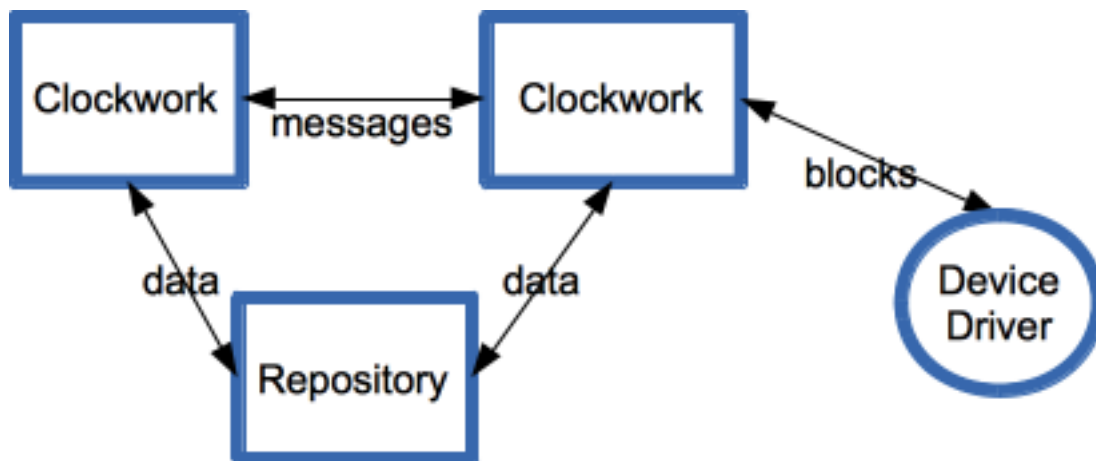 Clockwork
Clockwork
messages
blocks
data
data
Device
Driver
Repository